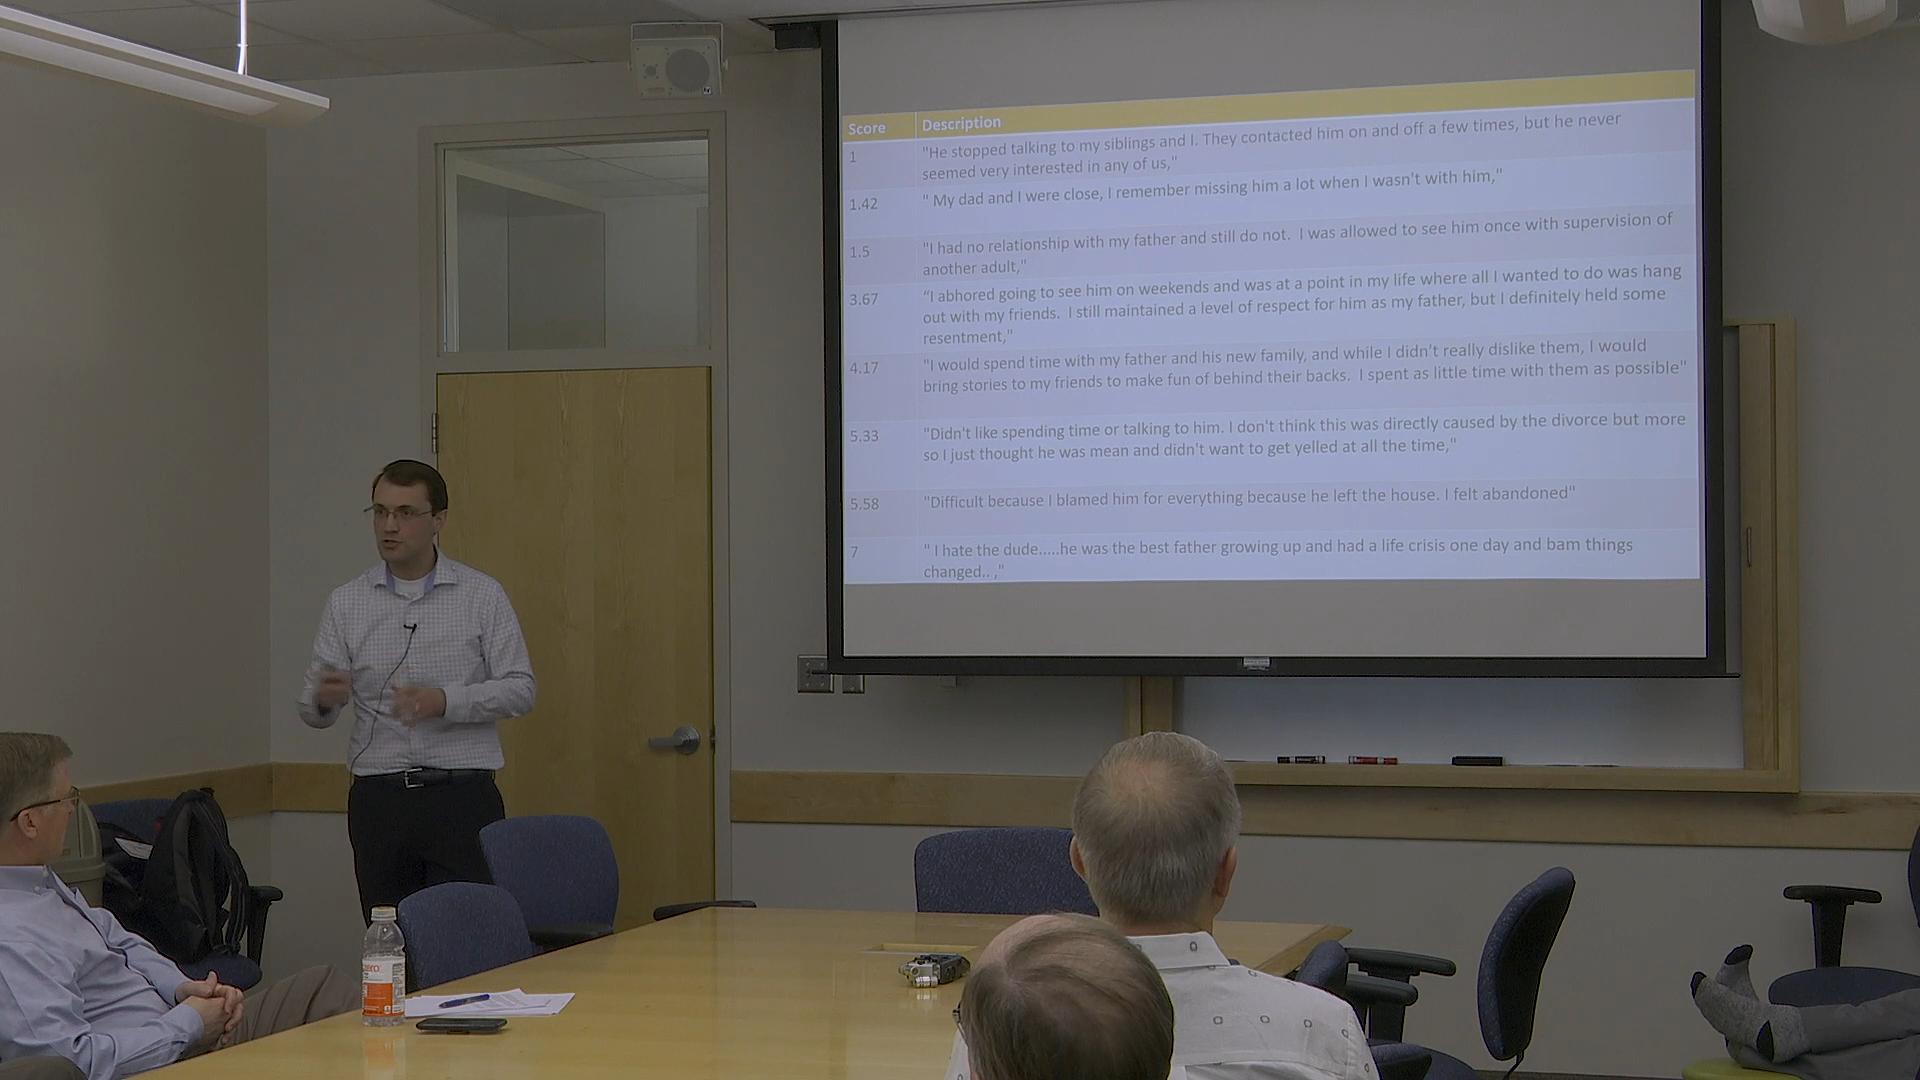 Score Description
1 "He stopped talking to my siblings and I. They contacted him on and off a few times, but he never
seemed very interested in any of us,"
1.42 " My dad and I were close, I remember missing him a lot when I wasn't with him,"
1.5 "I had no relationship with my father and still do not. I was allowed to see him once with supervision of
another adult,"
3.67 “I abhored going to see him on weekends and was at a point in my life where all I wanted to do was hang
out with my friends. I still maintained a level of respect for him as my father, but I definitely held some
resentment,"
4.17 "I would spend time with my father and his new family, and while I didn't really dislike them, I would
bring stories to my friends to make fun of behind their backs. I spent as little time with them as possible"
5.33 "Didn't like spending time or talking to him. I don't think this was directly caused by the divorce but more
so I just thought he was mean and didn't want to get yelled at all the time,"
5.58 "Difficult because I blamed him for everything because he left the house. I felt abandoned"
7 " I hate the dude.....he was the best father growing up and had a life crisis one day and bam things
changed..,"
zero